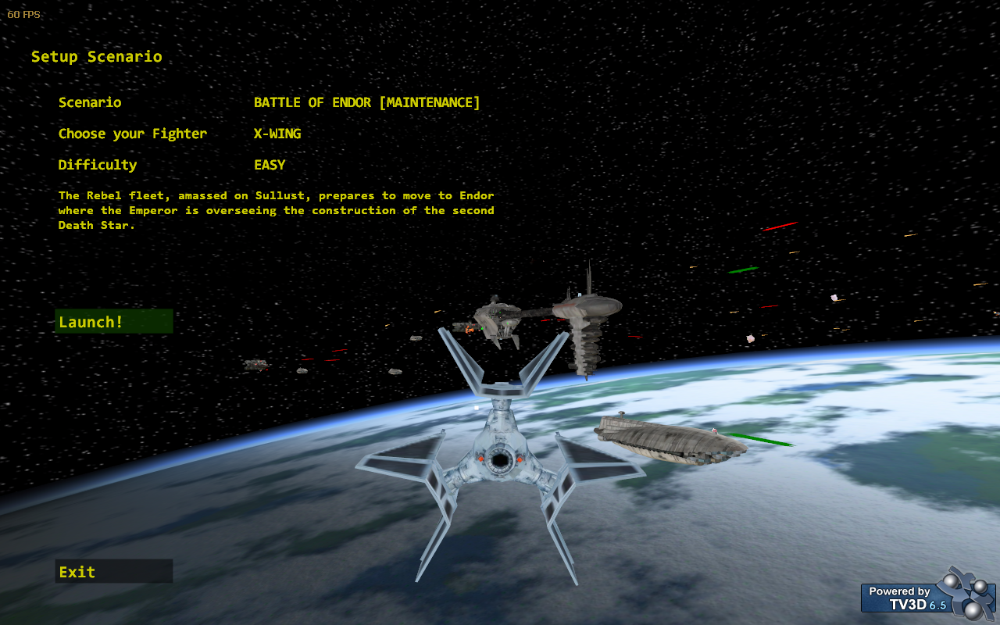 60 FPS
Setup Scenario
Scenario BATTLE OF ENDOR [MAINTENANCE]
Choose your Fighter X-WING
Difficulty EASY
The Rebel fleet, amassed on Sullust, prepares to move to Endor
where the Emperor is overseeing the construction of the second
Death Star.
Launch!
Exit
Powered by
TV3D 6.5